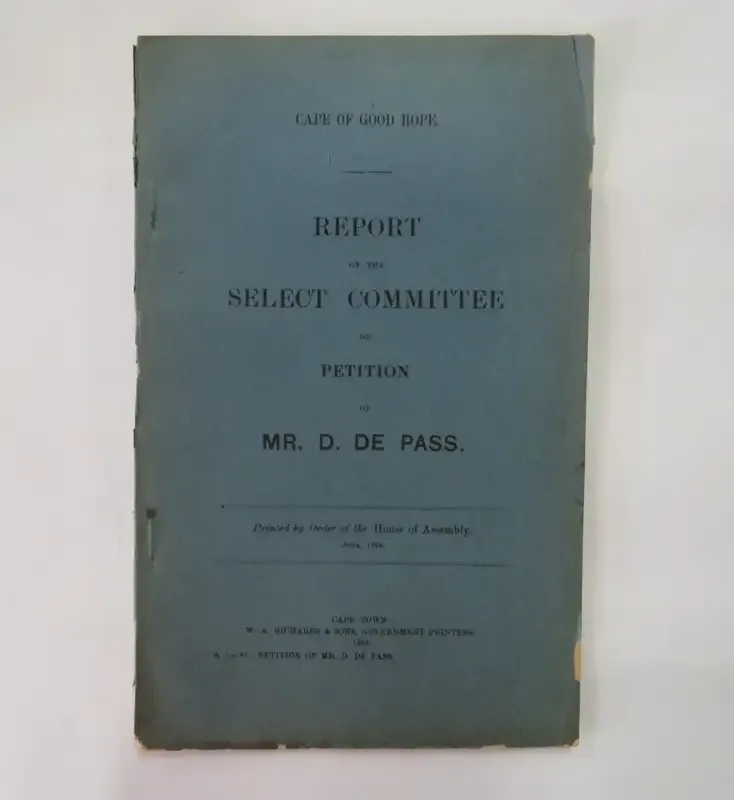 CAPE OF GOOD HOPE.
REPORT
OF THE
SELECT COMMITTEE
ON
PETITION
OF
MR. D. DE PASS.
Printed by Order of the House of Assembly.
CAPE TOWN
W. A. RICHARDS & SONS, GOVERNMENT PRINTERS.
PETITION OF MR. D. DE PASS.